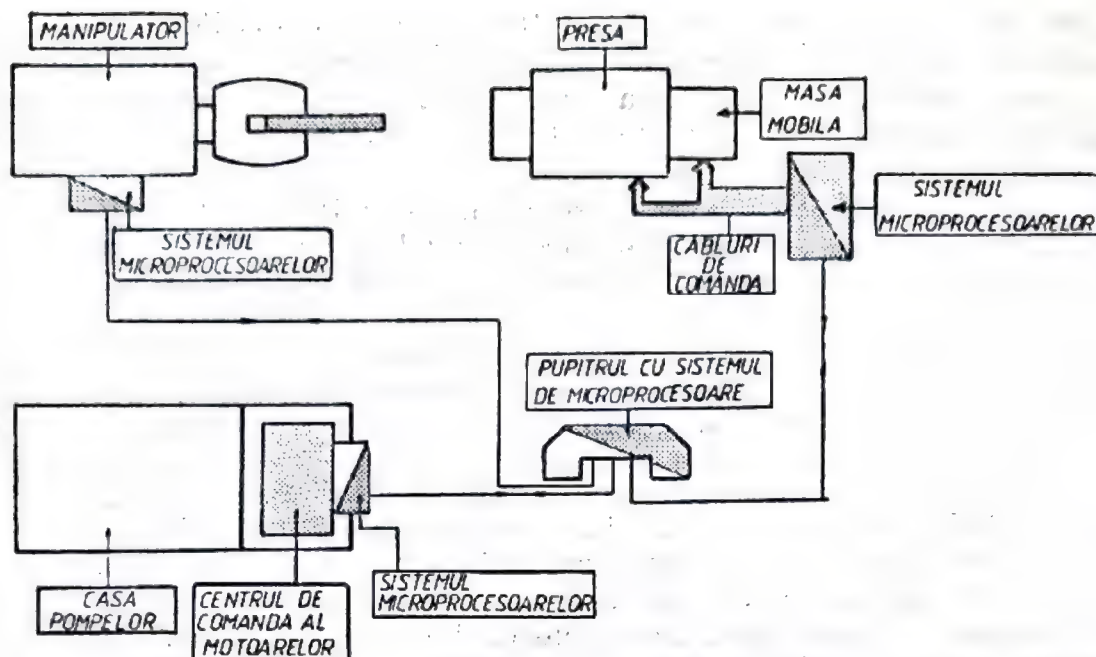 MANIPULATOR
PRESA
MASA
MOBILA
SISTEMUL
MICROPROCESOARELOR
SISTEMUL
MICROPROCESOARELOR
CABLURI
DE
COMANDA
PUPITRUL CU SISTEMUL
DE MICROPROCESOARE
CASA
POMPELOR
CENTRUL DE
COMANDA AL
MOTOARELOR
SISTEMUL
MICROPROCESOARELOR